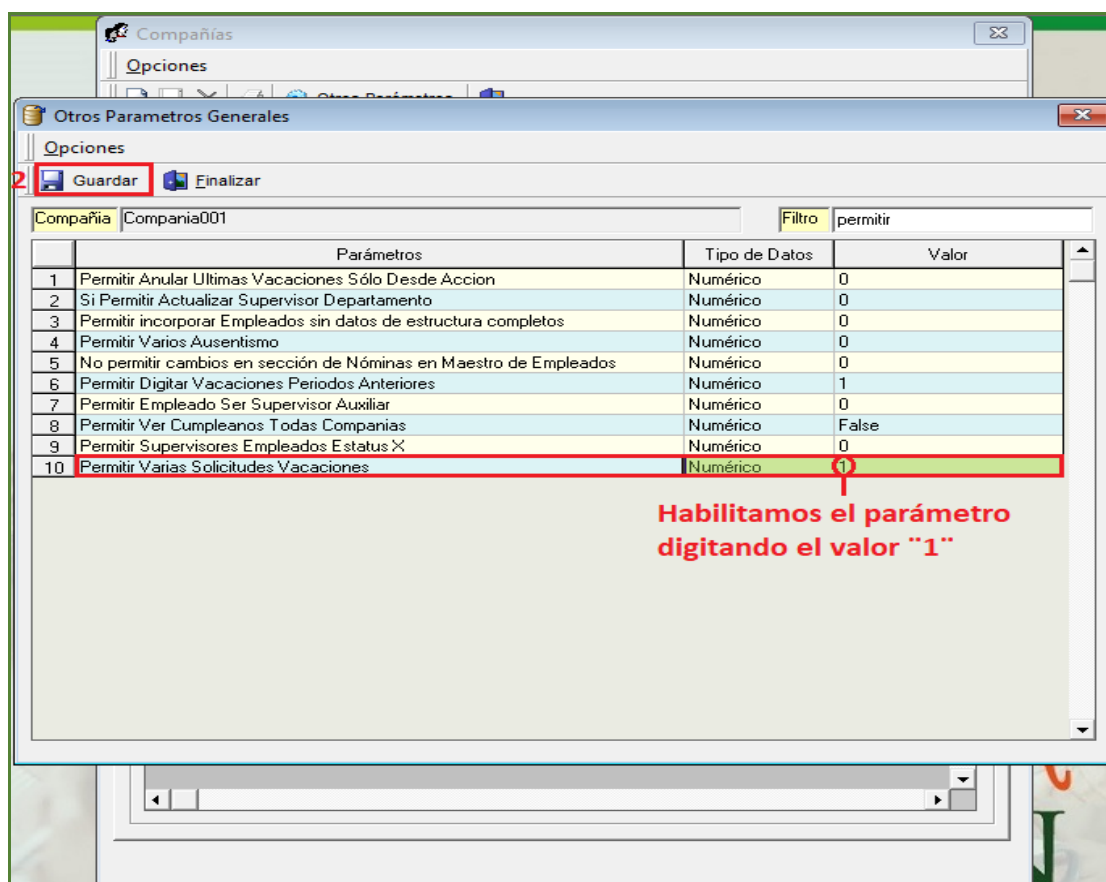 Compañías
Opciones
Otros Parámetros
Otros Parametros Generales
Opciones
2 Guardar Finalizar
Compañia Compania001 Filtro permitir
Parámetros Tipo de Datos Valor
1 Permitir Anular Ultimas Vacaciones Sólo Desde Accion Numérico 0
2 Si Permitir Actualizar Supervisor Departamento Numérico 0
3 Permitir incorporar Empleados sin datos de estructura completos Numérico 0
4 Permitir Varios Ausentismo Numérico 0
5 No permitir cambios en sección de Nóminas en Maestro de Empleados Numérico 0
6 Permitir Digitar Vacaciones Periodos Anteriores Numérico 1
7 Permitir Empleado Ser Supervisor Auxiliar Numérico 0
8 Permitir Ver Cumpleanos Todas Companias Numérico False
9 Permitir Supervisores Empleados Estatus X Numérico 0
10 Permitir Varias Solicitudes Vacaciones Numérico 1
Habilitamos el parámetro
digitando el valor ¨1¨
N